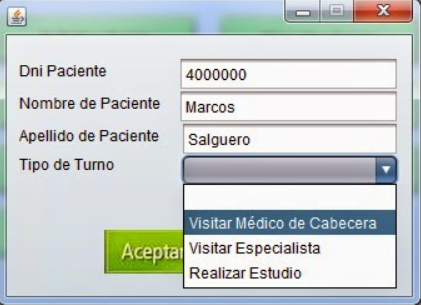 Dni Paciente 4000000
Nombre de Paciente Marcos
Apellido de Paciente Salguero
Tipo de Turno
Visitar Médico de Cabecera
Visitar Especialista
Realizar Estudio